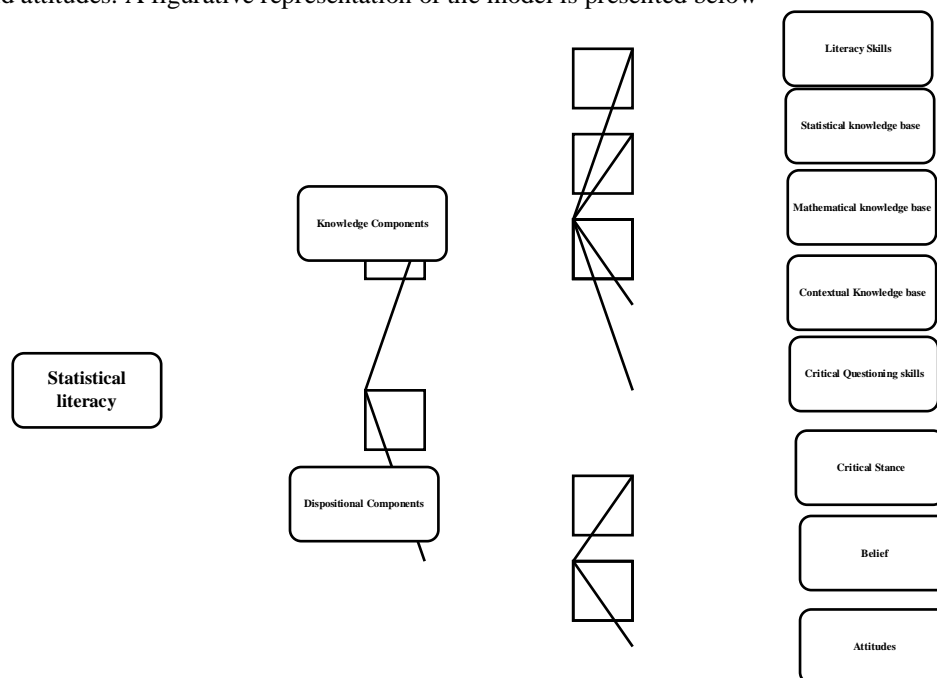 d attitudes. A figurative representation of the model is presented below
Literacy Skills
Statistical knowledge base
Knowledge Components
Mathematical knowledge base
Contextual Knowledge base
Statistical
literacy
Critical Questioning skills
Dispositional Components
Critical Stance
Belief
Attitudes